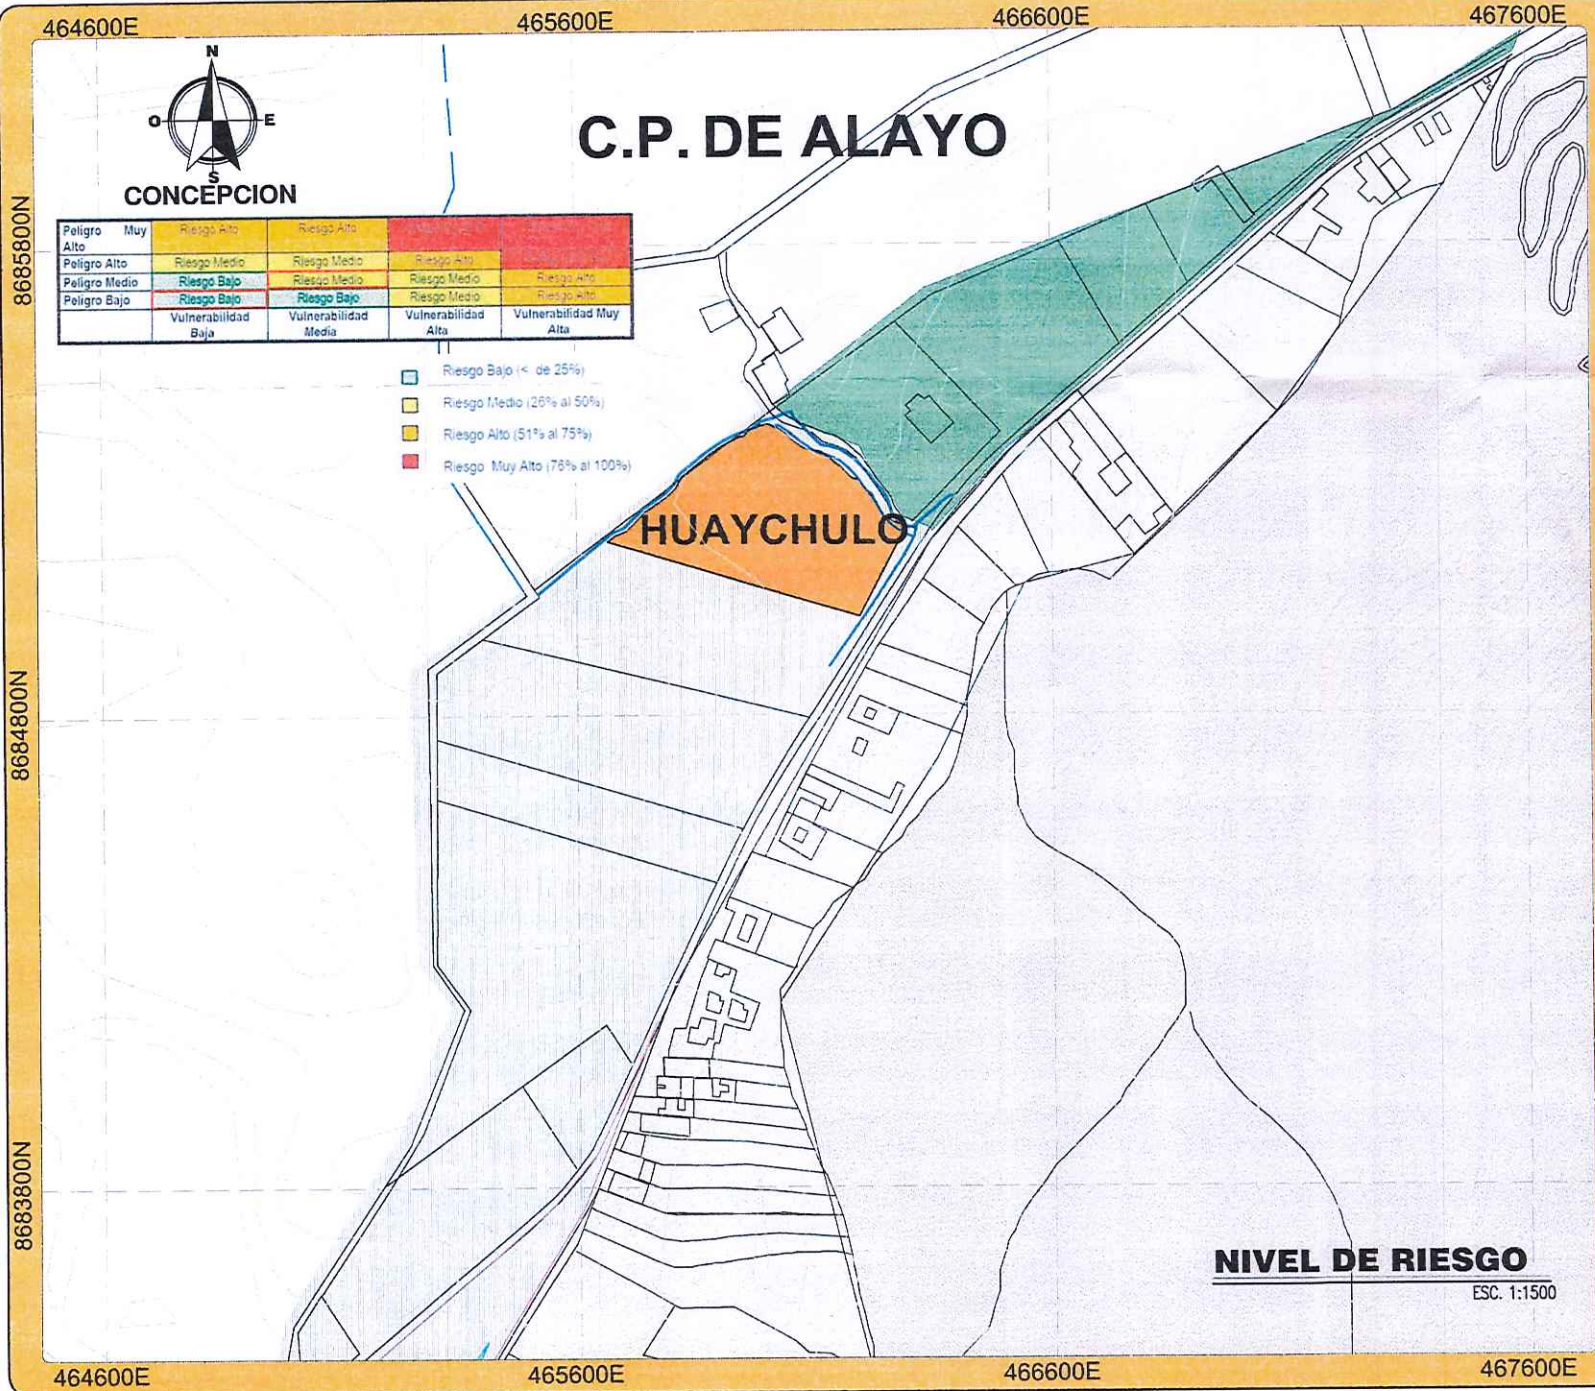 464600E 465600E 466600E 467600E
N
O E
S
CONCEPCION
C.P. DE ALAYO
8685800N
8684800N
8683800N
Peligro Muy Alto Riesgo Alto Riesgo Alto
Peligro Alto Riesgo Medio Riesgo Medio Riesgo Alto
Peligro Medio Riesgo Bajo Riesgo Medio Riesgo Medio Riesgo Alto
Peligro Bajo Riesgo Bajo Riesgo Bajo Riesgo Medio Riesgo Alto
Vulnerabilidad Baja Vulnerabilidad Media Vulnerabilidad Alta Vulnerabilidad Muy Alta
Riesgo Bajo (< de 25%)
Riesgo Medio (26% al 50%)
Riesgo Alto (51% al 75%)
Riesgo Muy Alto (76% al 100%)
HUAYCHULO
NIVEL DE RIESGO
ESC. 1:1500
464600E 465600E 466600E 467600E